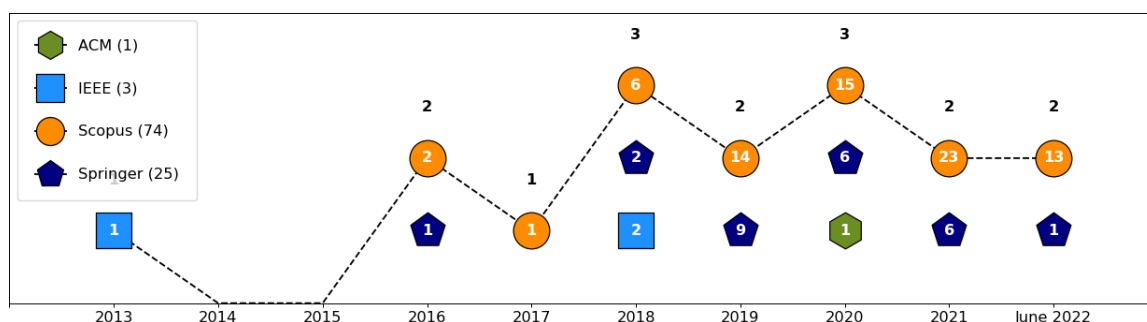 ACM (1)
IEEE (3)
Scopus (74)
Springer (25)
3 3
2 2 2 2
1 1
6 15
2 2 14 6 23 13
1 1 1 2 9 1 6 1
2013 2014 2015 2016 2017 2018 2019 2020 2021 June 2022